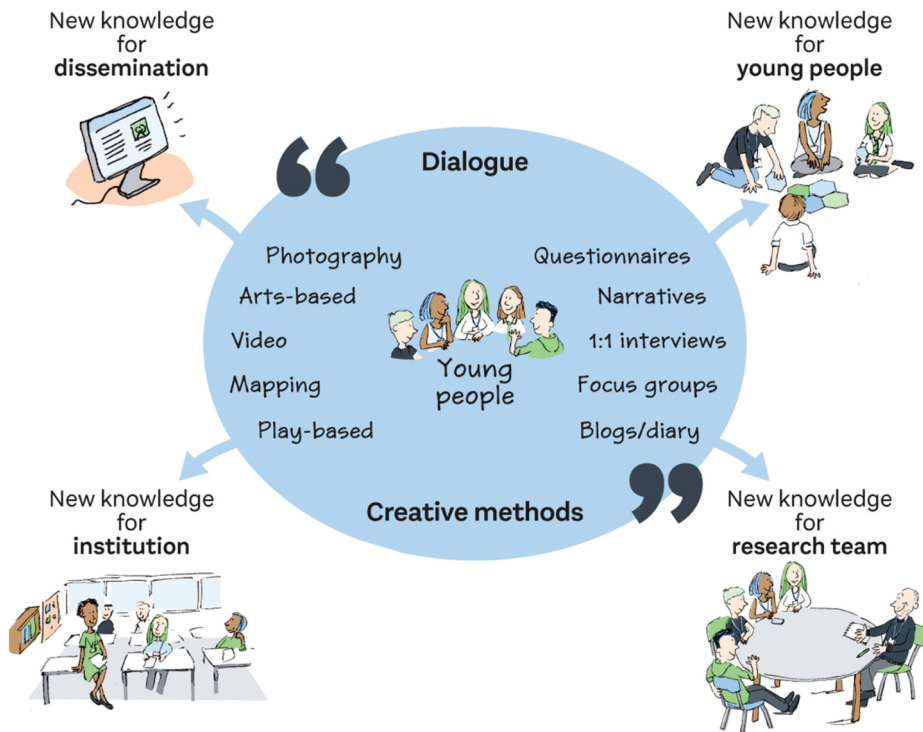 New knowledge
for
dissemination
New knowledge
for
young people
“
Dialogue
Photography
Arts-based
Video
Mapping
Play-based
Young
people
Questionnaires
Narratives
1:1 interviews
Focus groups
Blogs/diary
Creative methods
”
New knowledge
for
institution
New knowledge
for
research team